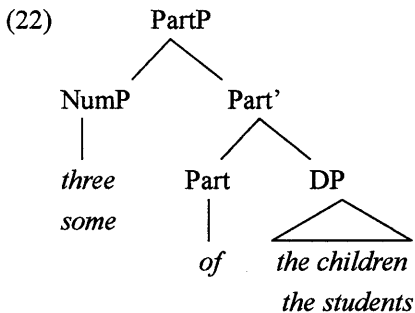 (22) PartP
NumP Part’
three Part DP
some
of the children
the students